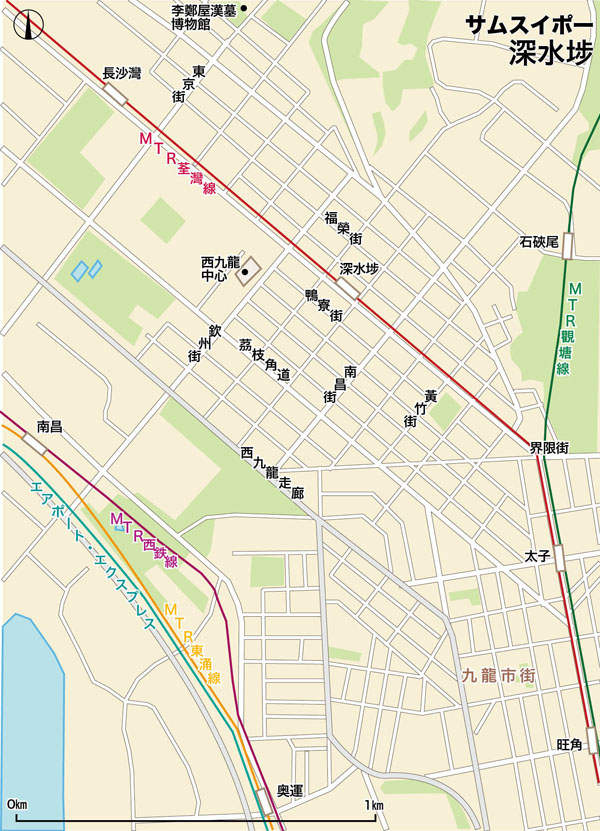 李鄭屋漢墓
博物館
サムスイポー
深水埗
長沙灣
東京街
MTR荃灣線
福榮街
石硤尾
西九龍
中心
深水埗
鴨寮街
MTR觀塘線
欽州街
荔枝角道
南昌街
黃竹街
南昌
西九龍走廊
界限街
エアポート・エクスプレス
MTR西鉄線
太子
MTR東涌線
九龍市街
旺角
奥運
0km
1km